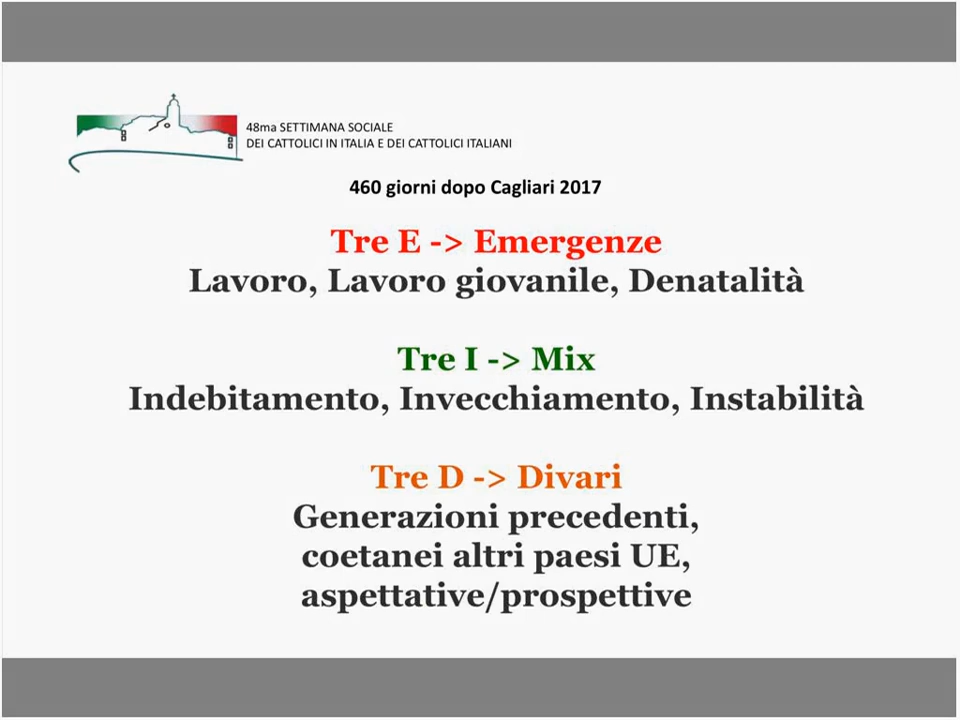 48ma SETTIMANA SOCIALE
DEI CATTOLICI IN ITALIA E DEI CATTOLICI ITALIANI
460 giorni dopo Cagliari 2017
Tre E -> Emergenze
Lavoro, Lavoro giovanile, Denatalità
Tre I -> Mix
Indebitamento, Invecchiamento, Instabilità
Tre D -> Divari
Generazioni precedenti,
coetanei altri paesi UE,
aspettative/prospettive